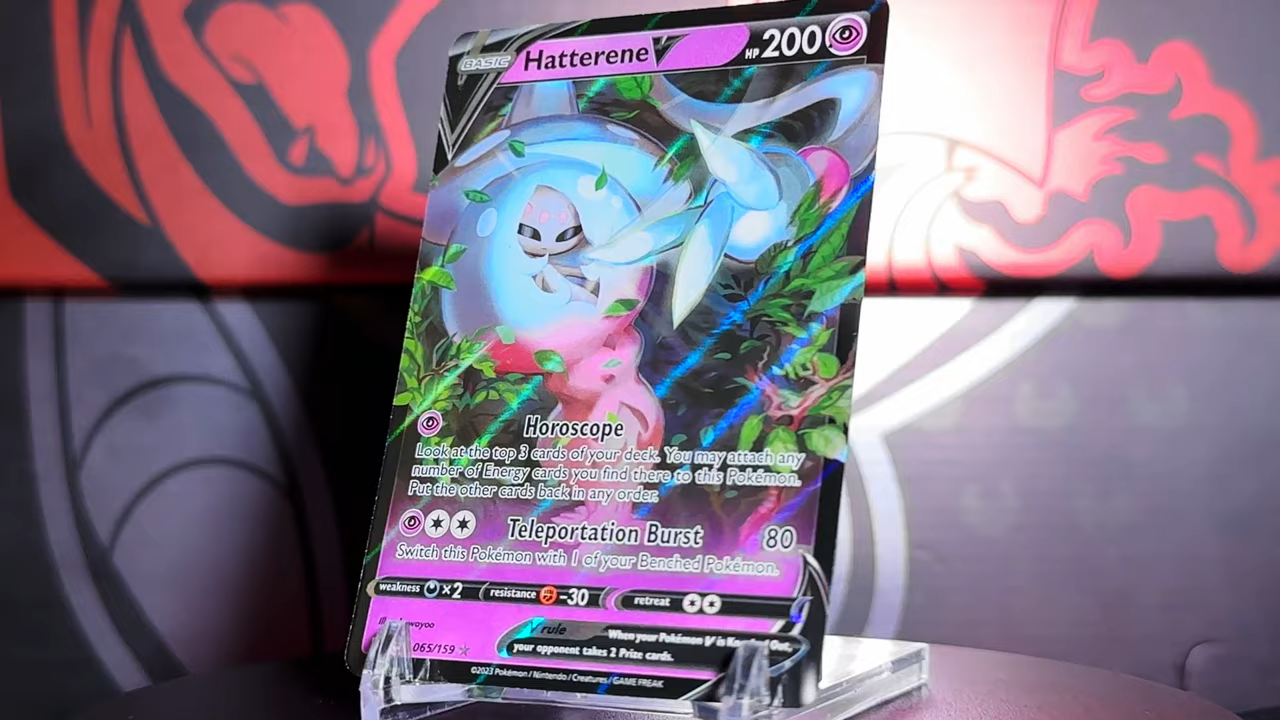 BASIC Hatterene V HP 200
Horoscope
Look at the top 3 cards of your deck. You may attach any
number of Energy cards you find there to this Pokémon.
Put the other cards back in any order.
Teleportation Burst 80
Switch this Pokémon with 1 of your Benched Pokémon.
weakness ×2 resistance -30 retreat
V rule When your Pokémon V is Knocked Out,
your opponent takes 2 Prize cards.
065/159
©2023 Pokémon / Nintendo / Creatures / GAME FREAK